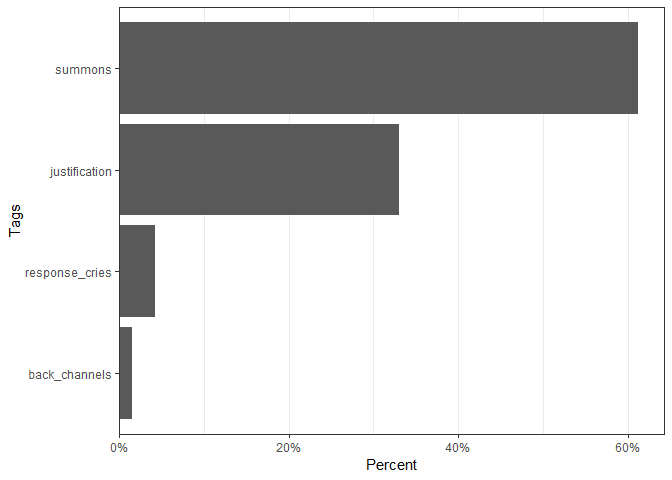 summons
justification
response_cries
back_channels
Tags
0% 20% 40% 60%
Percent